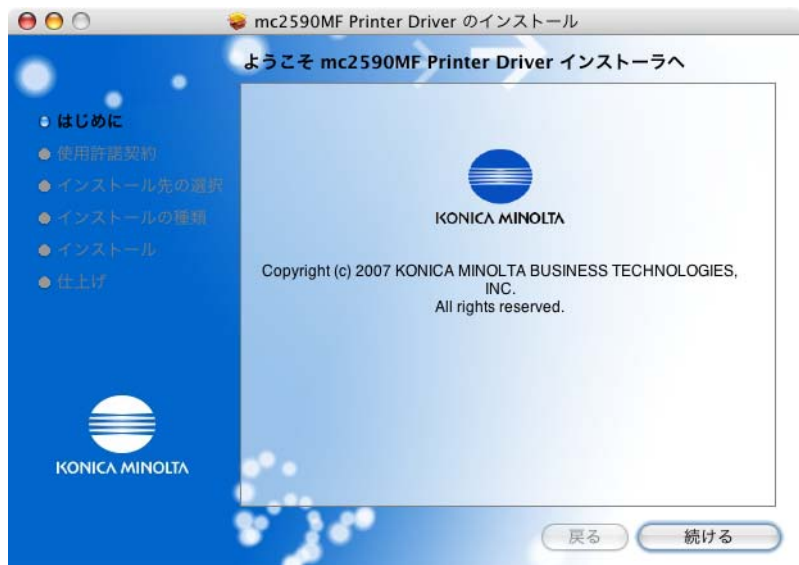 mc2590MF Printer Driver のインストール
ようこそ mc2590MF Printer Driver インストーラへ
はじめに
使用許諾契約
インストール先の選択
インストールの種類
インストール
仕上げ
KONICA MINOLTA
KONICA MINOLTA
Copyright (c) 2007 KONICA MINOLTA BUSINESS TECHNOLOGIES,
INC.
All rights reserved.
戻る
続ける